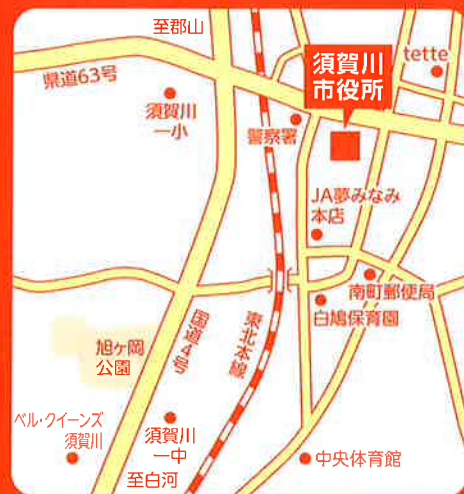 至郡山
県道63号
須賀川
市役所
tette
須賀川
一小
警察署
JA夢みなみ
本店
南町郵便局
白鳩保育園
国道4号
東北本線
旭ヶ岡
公園
ベル・クイーンズ
須賀川
須賀川
一中
至白河
中央体育館